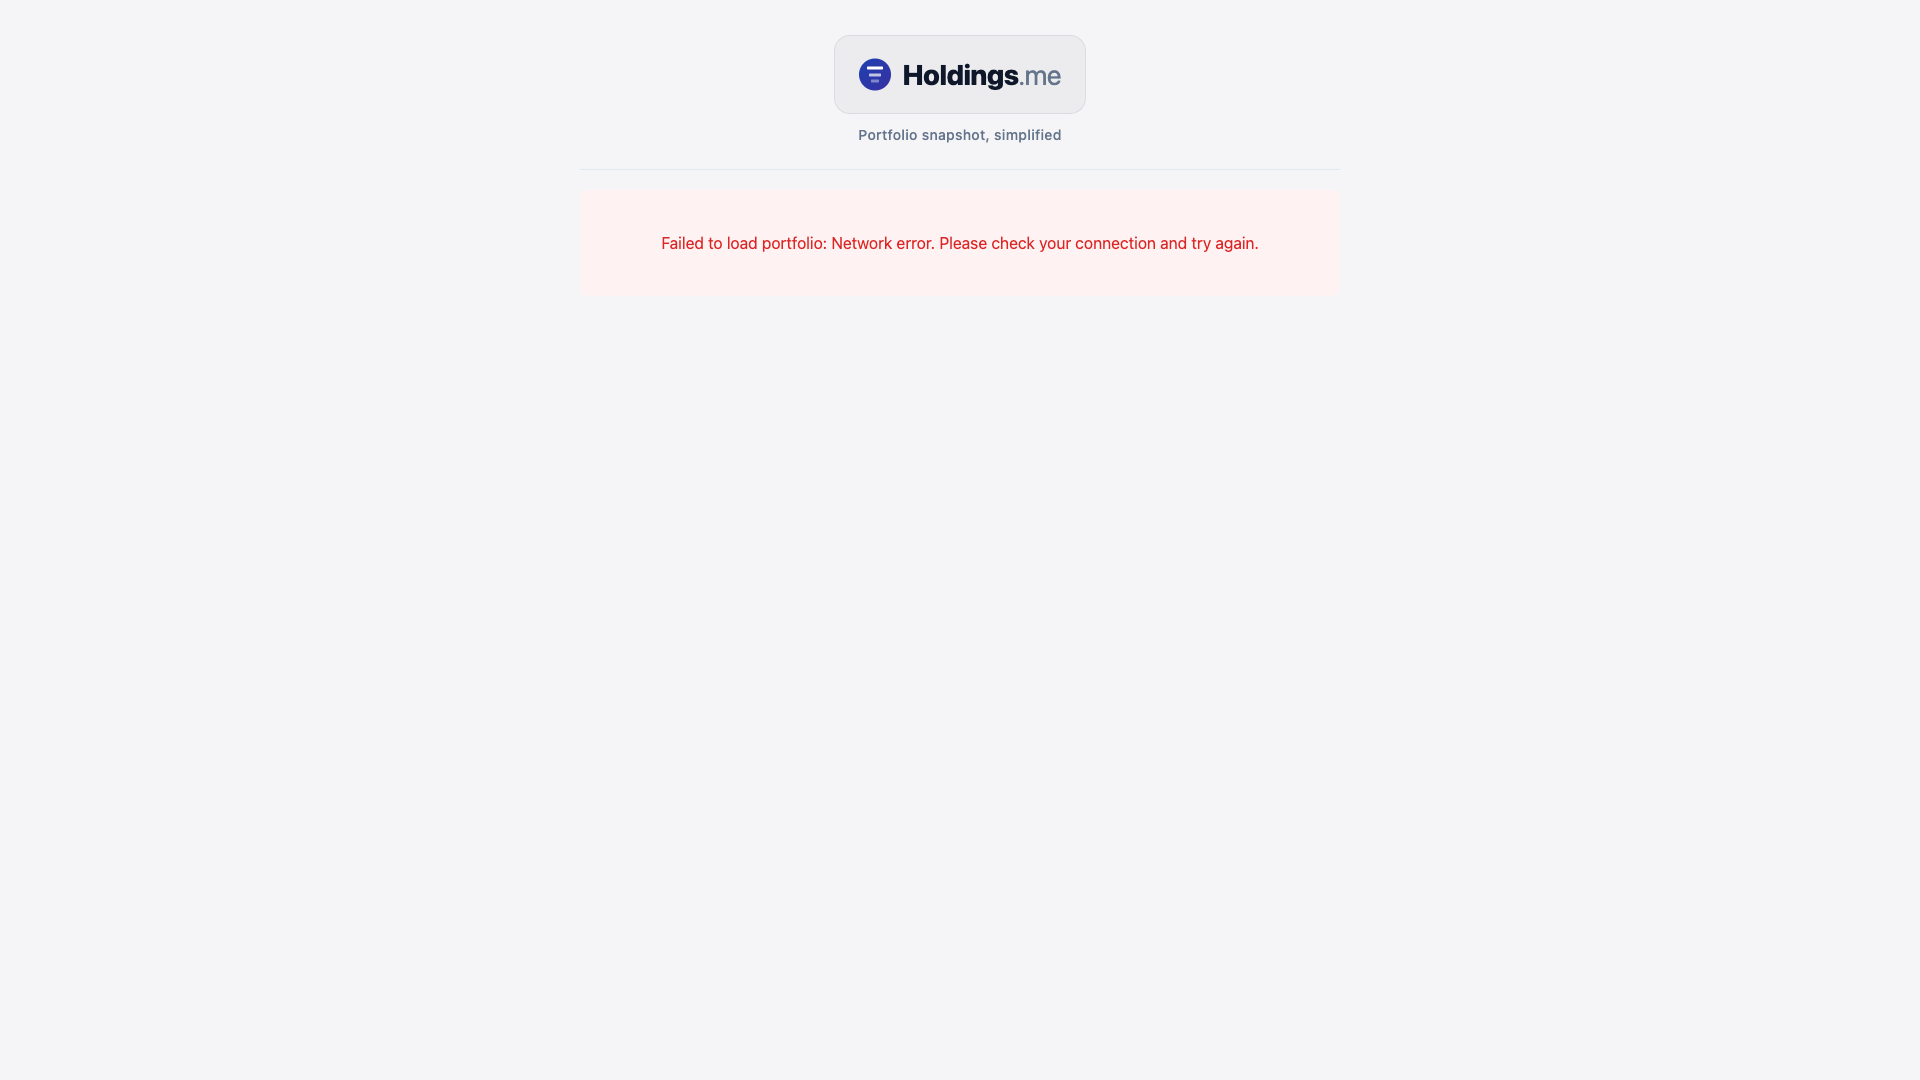 Holdings.me
Portfolio snapshot, simplified
Failed to load portfolio: Network error. Please check your connection and try again.